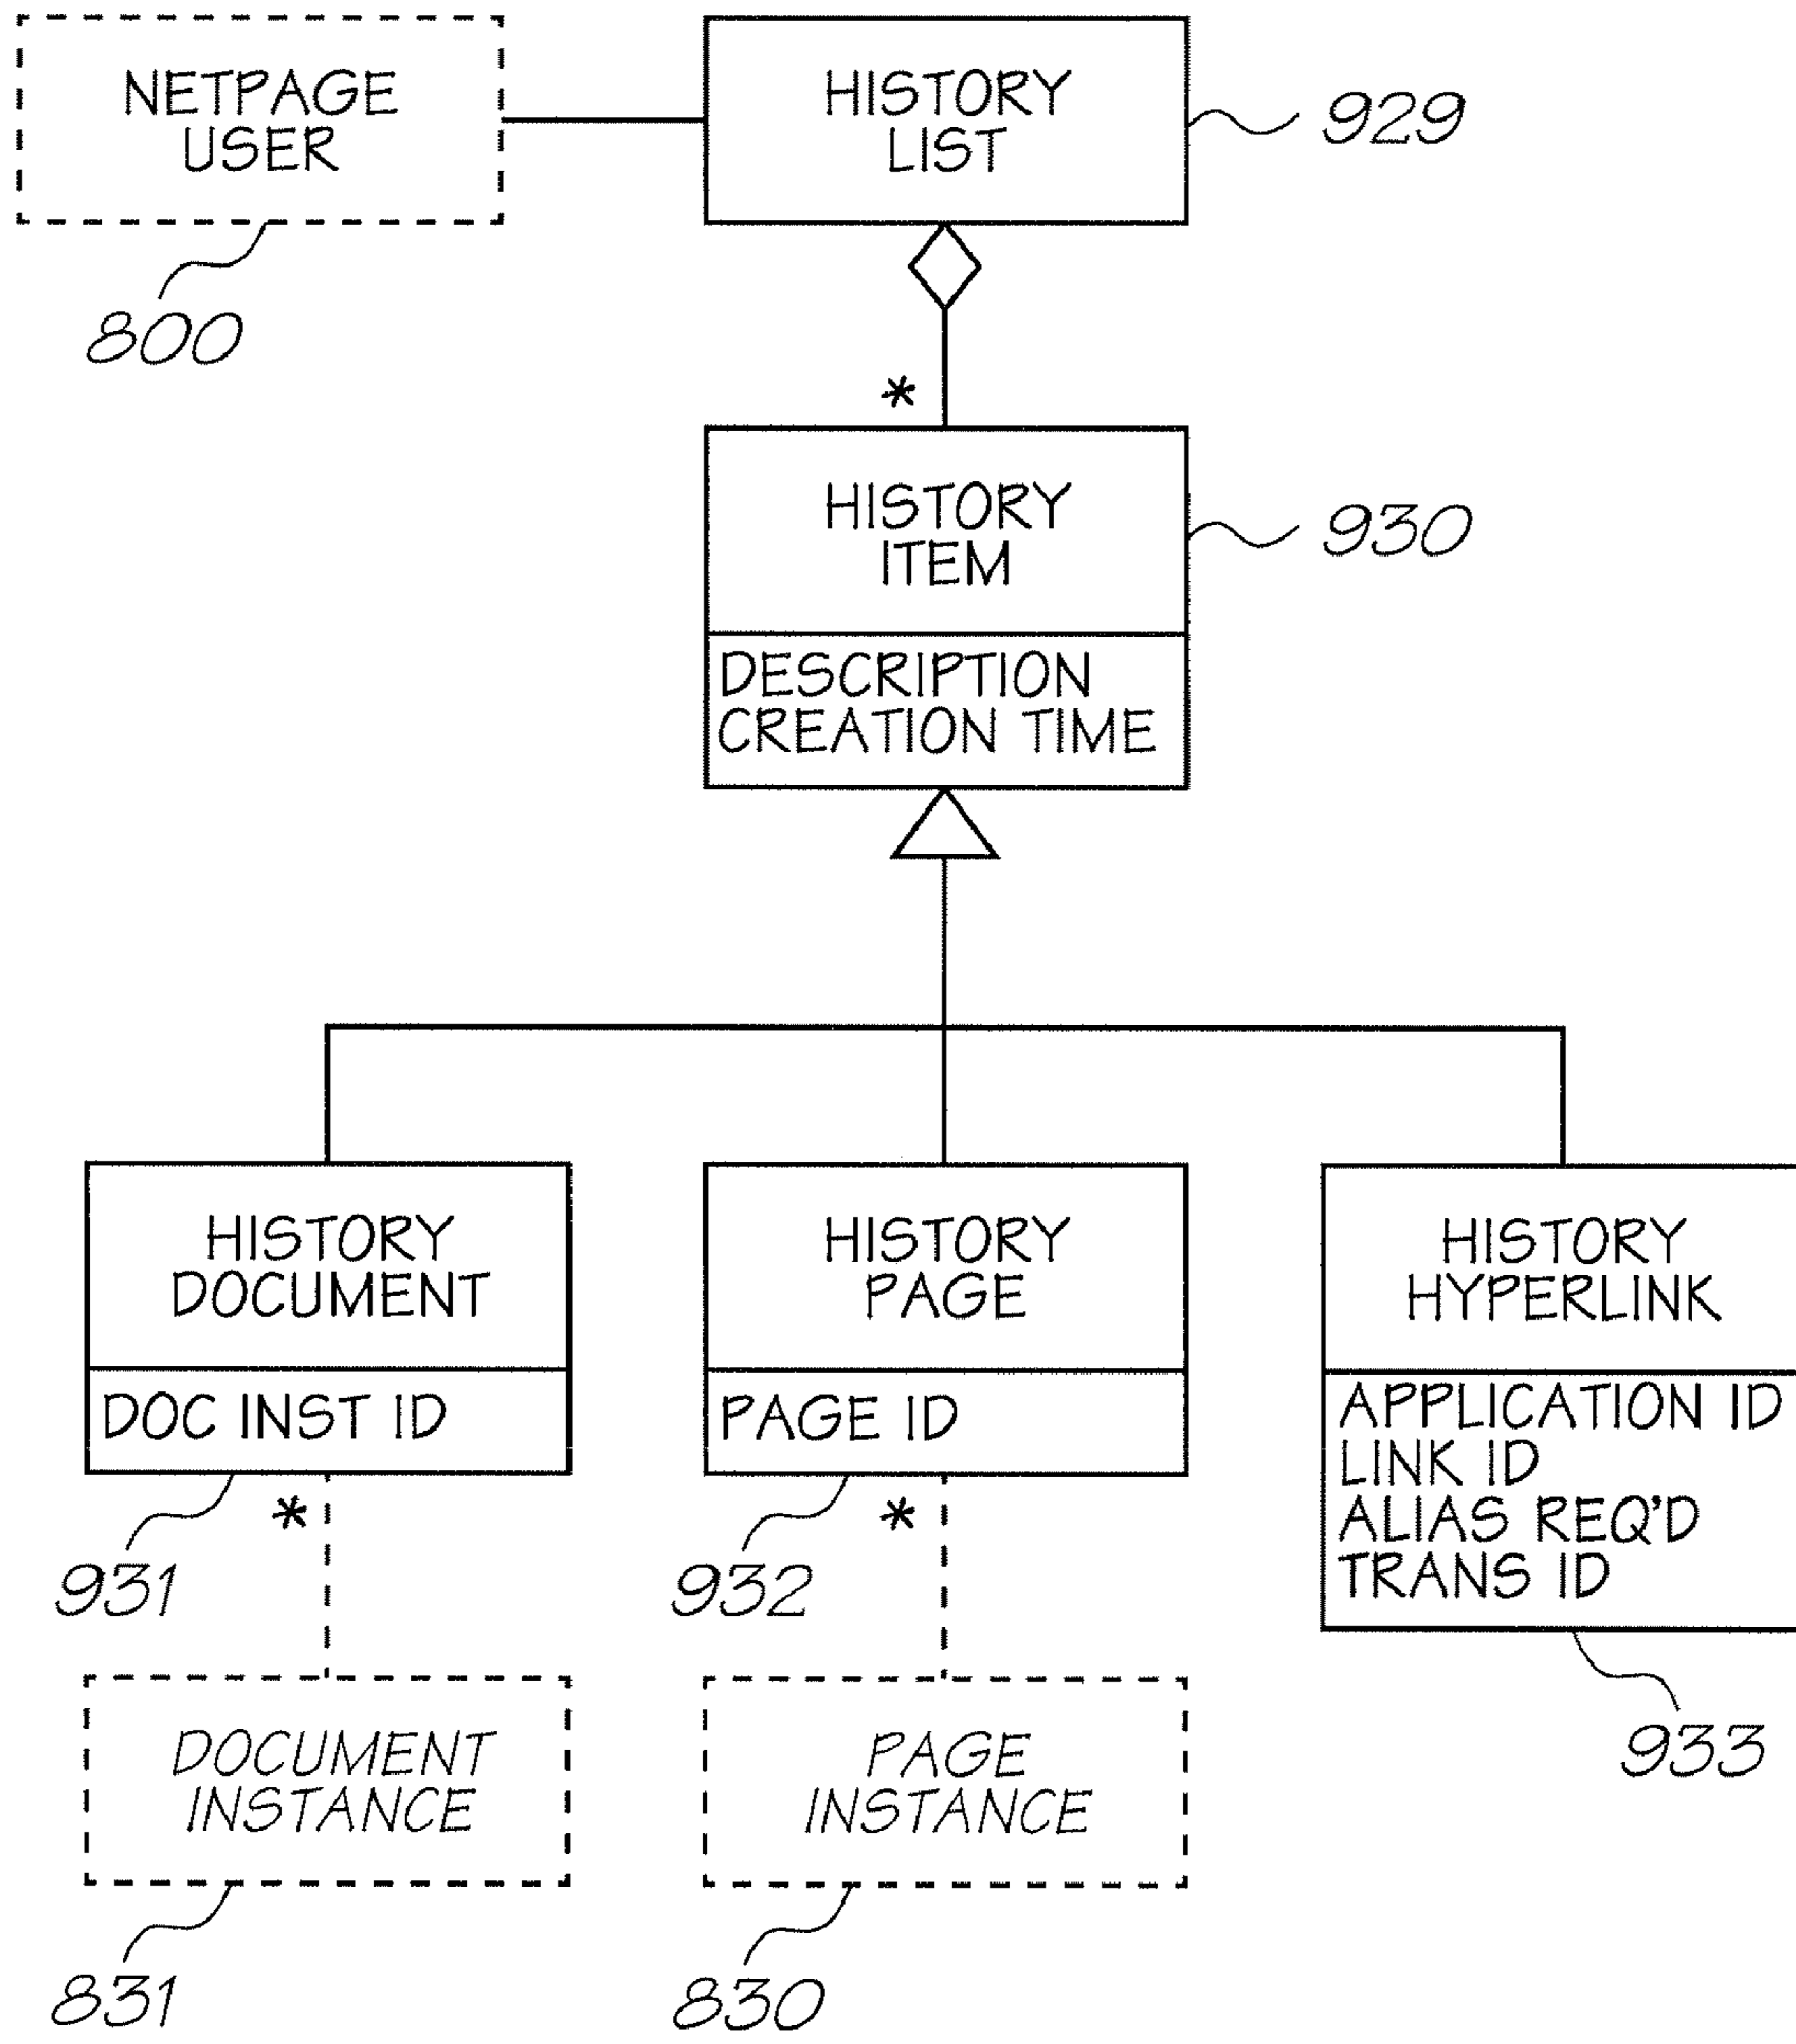 NETPAGE
USER
800
HISTORY
LIST
929
*
HISTORY
ITEM
930
DESCRIPTION
CREATION TIME
HISTORY
DOCUMENT
DOC INST ID
*
931
HISTORY
PAGE
PAGE ID
*
932
HISTORY
HYPERLINK
APPLICATION ID
LINK ID
ALIAS REQ'D
TRANS ID
933
DOCUMENT
INSTANCE
831
PAGE
INSTANCE
830